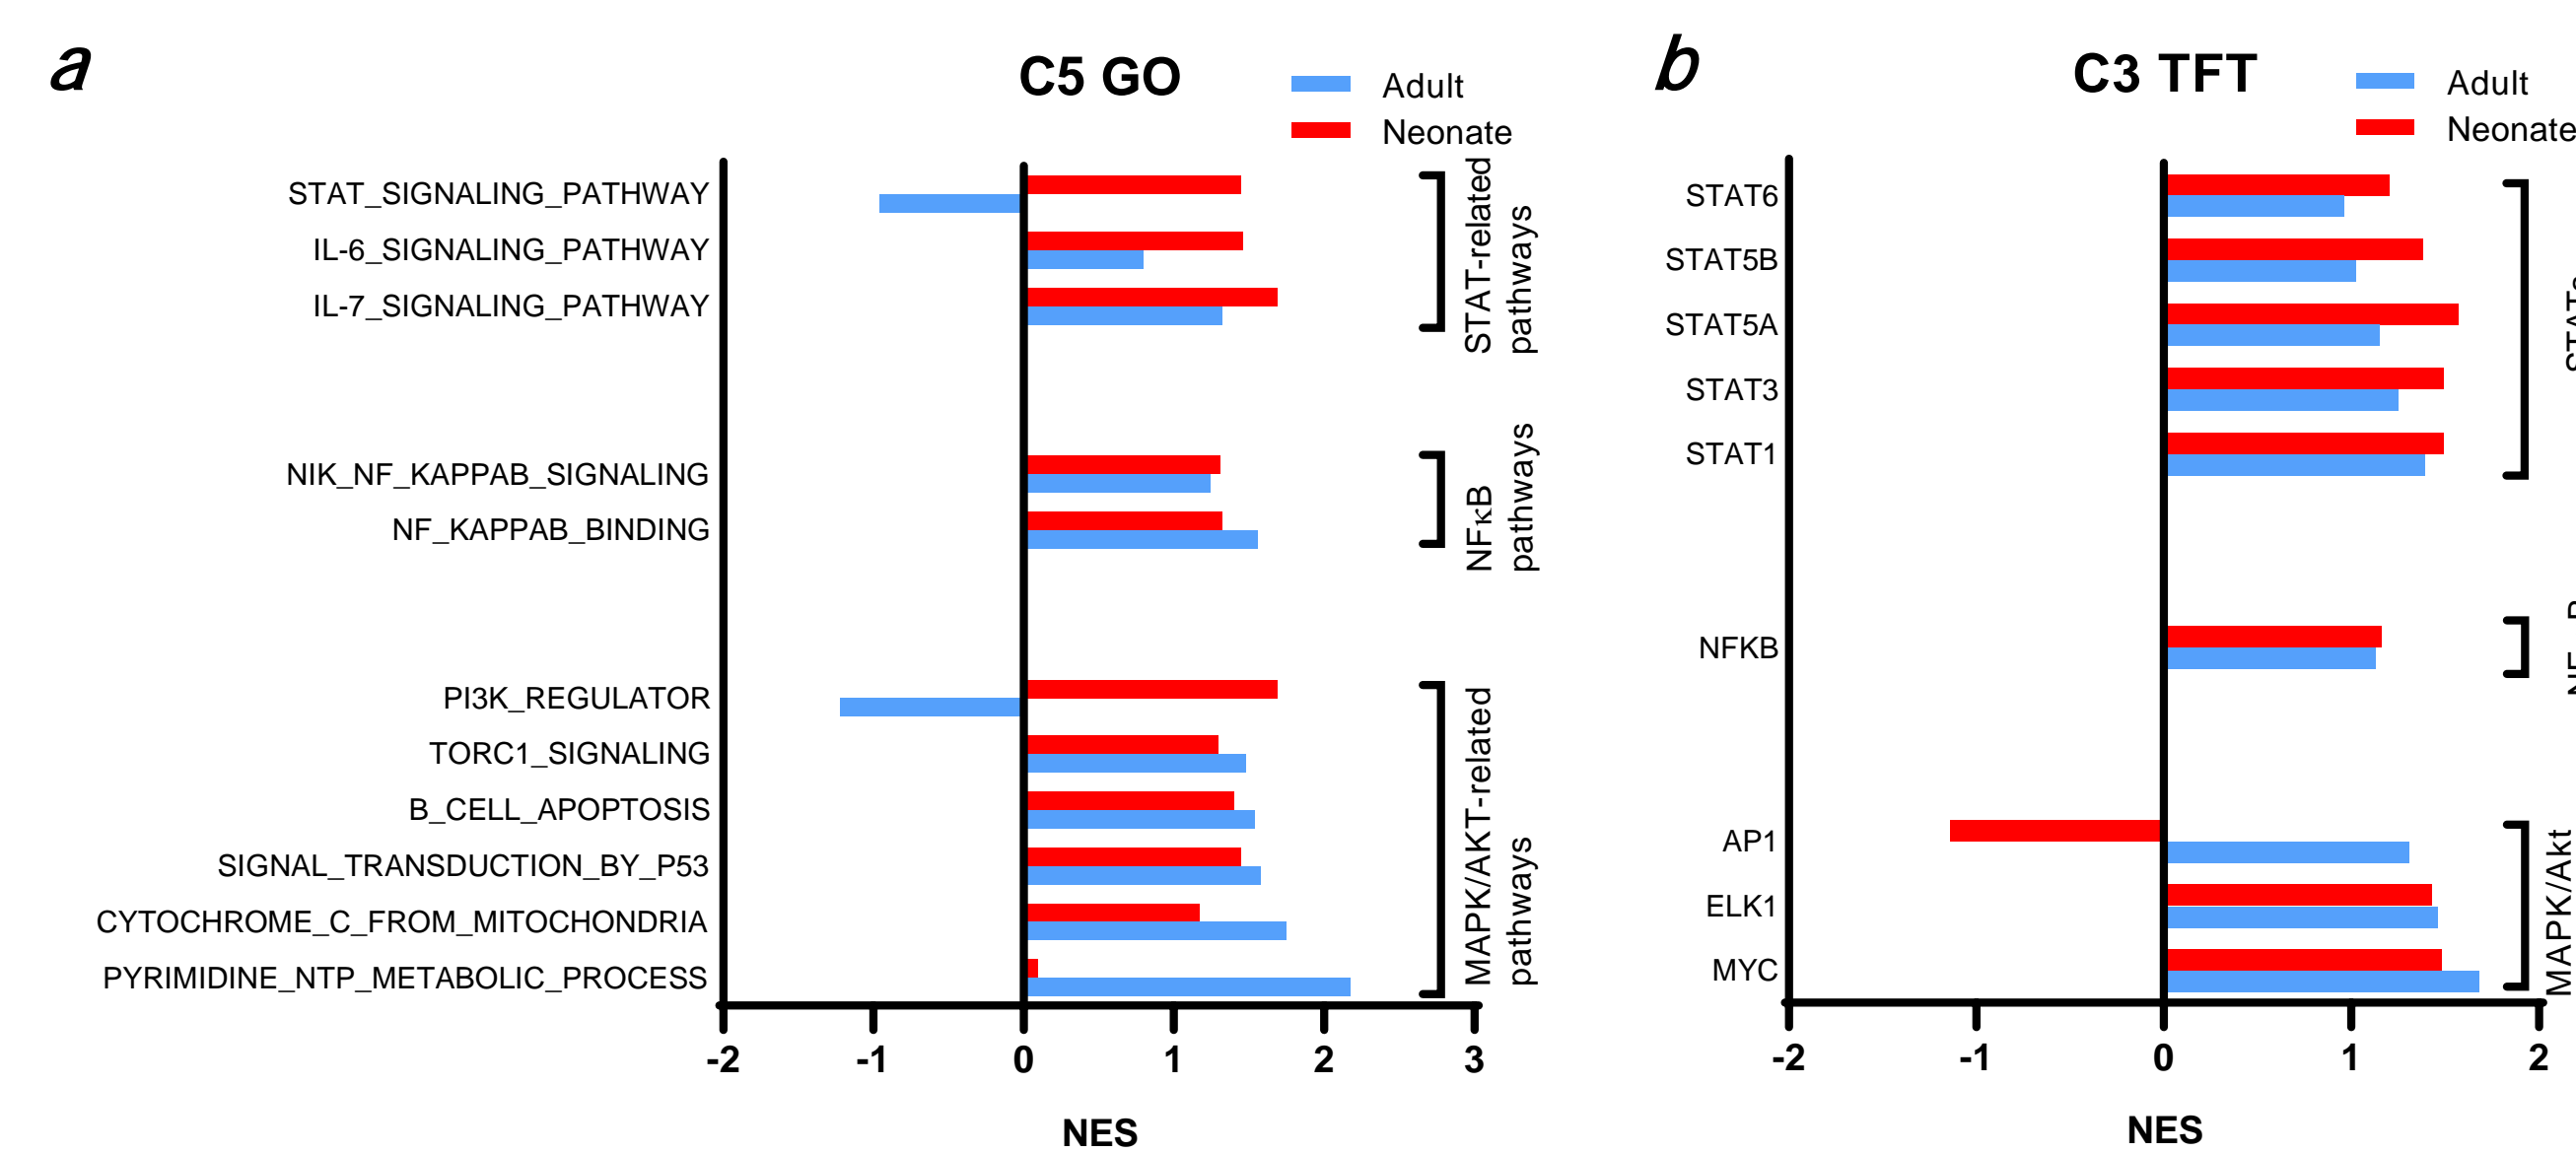 a
C5 GO
Adult
Neonate
STAT_SIGNALING_PATHWAY
IL-6_SIGNALING_PATHWAY
IL-7_SIGNALING_PATHWAY
NIK_NF_KAPPAB_SIGNALING
NF_KAPPAB_BINDING
PI3K_REGULATOR
TORC1_SIGNALING
B_CELL_APOPTOSIS
SIGNAL_TRANSDUCTION_BY_P53
CYTOCHROME_C_FROM_MITOCHONDRIA
PYRIMIDINE_NTP_METABOLIC_PROCESS
STAT-related
pathways
NFκB
pathways
MAPK/AKT-related
pathways
-2 -1 0 1 2 3
NES
b
C3 TFT
Adult
Neonate
STAT6
STAT5B
STAT5A
STAT3
STAT1
NFKB
AP1
ELK1
MYC
MAPK/Akt
-2 -1 0 1 2
NES